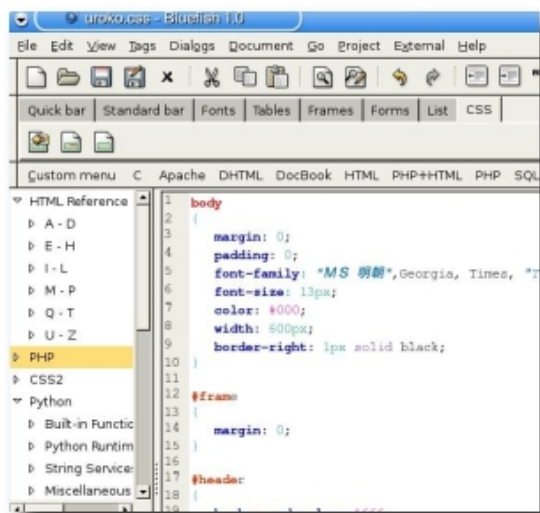 uroko.css - Bluefish 1.0
File Edit View Tags Dialogs Document Go Project External Help
Quick bar Standard bar Fonts Tables Frames Forms List CSS
Custom menu C Apache DHTML DocBook HTML PHP+HTML PHP SQL
HTML Reference
A - D
E - H
I - L
M - P
Q - T
U - Z
PHP
CSS2
Python
Built-in Functio
Python Runtim
String Service
Miscellaneous
1 body
2 {
3 margin: 0;
4 padding: 0;
5 font-family: "MS 明朝",Georgia, Times, "T
6 font-size: 13px;
7 color: #000;
8 width: 600px;
9 border-right: 1px solid black;
10 }
11
12 #frame
13 {
14 margin: 0;
15 }
16
17 #header
18 {
19